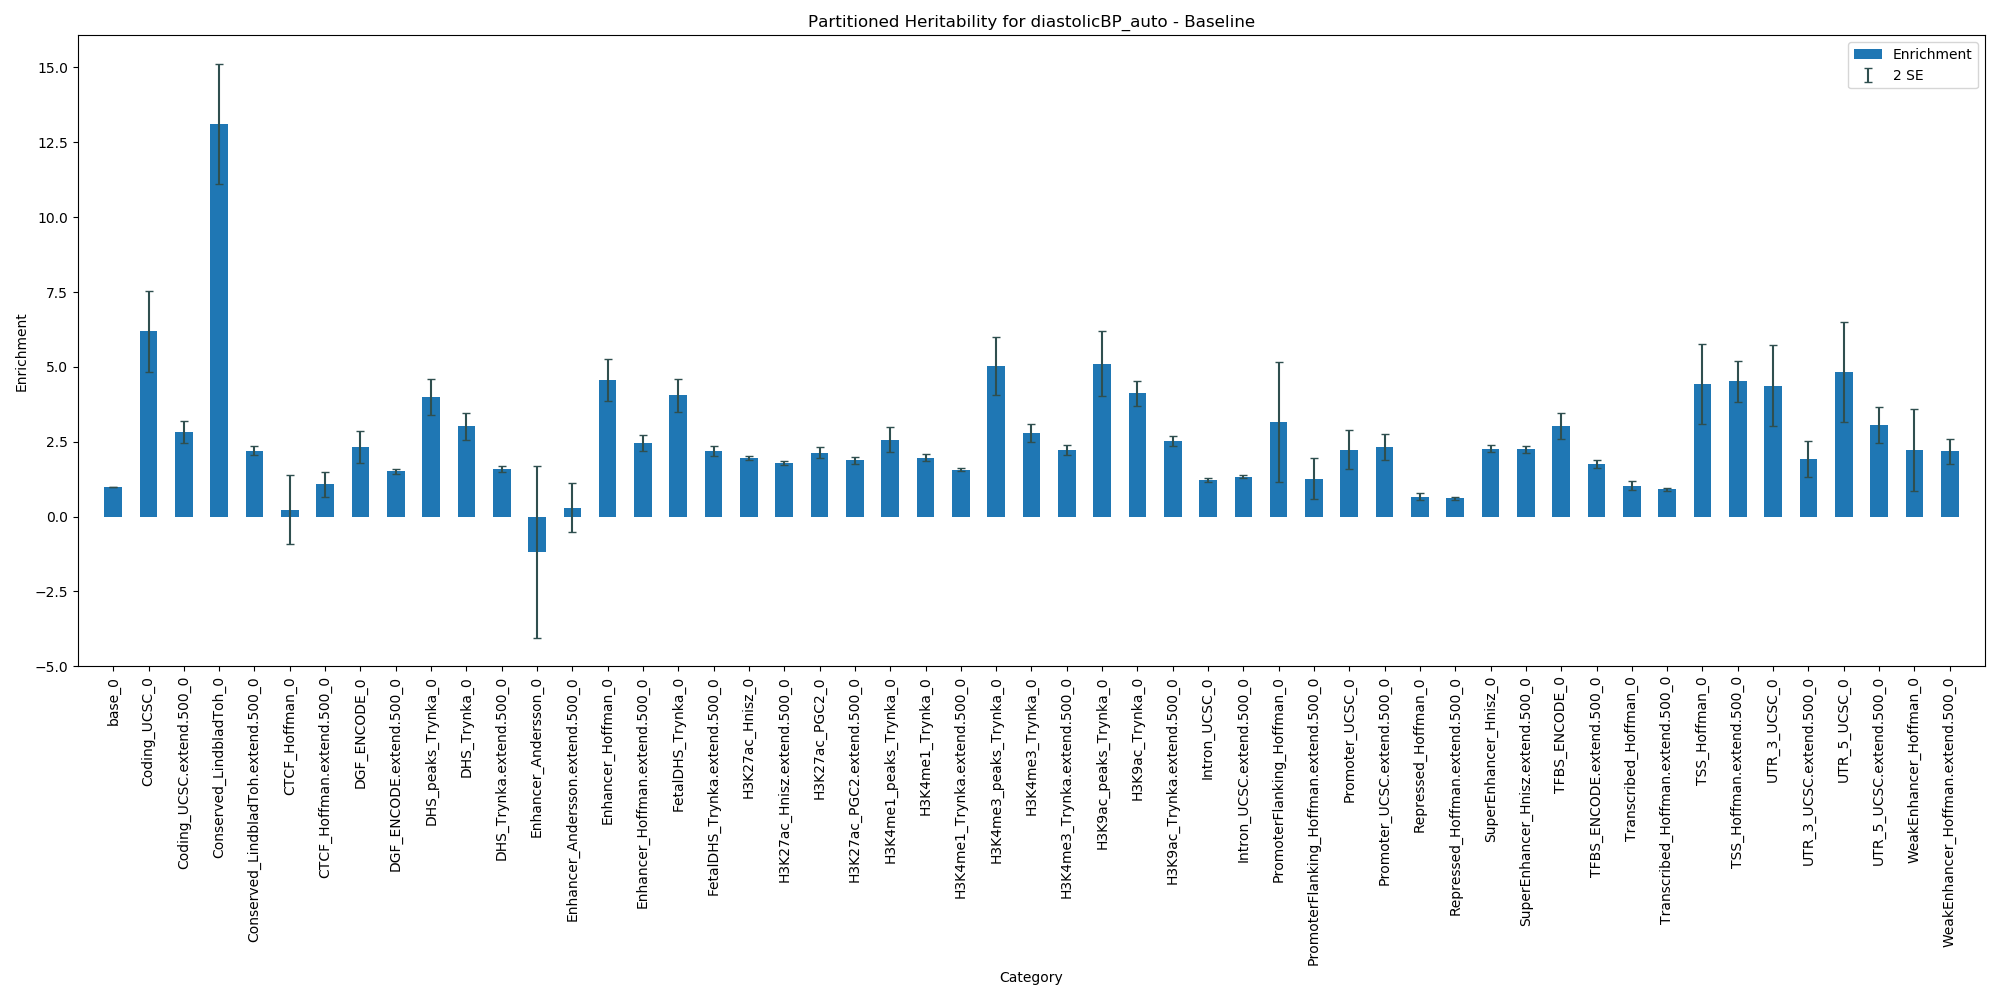 Partitioned Heritability for diastolicBP_auto - Baseline
Enrichment
2 SE
15.0
12.5
10.0
7.5
5.0
2.5
0.0
−2.5
−5.0
Enrichment
base_0
Coding_UCSC_0
Coding_UCSC.extend.500_0
Conserved_LindbladToh_0
Conserved_LindbladToh.extend.500_0
CTCF_Hoffman_0
CTCF_Hoffman.extend.500_0
DGF_ENCODE_0
DGF_ENCODE.extend.500_0
DHS_peaks_Trynka_0
DHS_Trynka_0
DHS_Trynka.extend.500_0
Enhancer_Andersson_0
Enhancer_Andersson.extend.500_0
Enhancer_Hoffman_0
Enhancer_Hoffman.extend.500_0
FetalDHS_Trynka_0
FetalDHS_Trynka.extend.500_0
H3K27ac_Hnisz_0
H3K27ac_Hnisz.extend.500_0
H3K27ac_PGC2_0
H3K27ac_PGC2.extend.500_0
H3K4me1_peaks_Trynka_0
H3K4me1_Trynka_0
H3K4me1_Trynka.extend.500_0
H3K4me3_peaks_Trynka_0
H3K4me3_Trynka_0
H3K4me3_Trynka.extend.500_0
H3K9ac_peaks_Trynka_0
H3K9ac_Trynka_0
H3K9ac_Trynka.extend.500_0
Intron_UCSC_0
Intron_UCSC.extend.500_0
PromoterFlanking_Hoffman_0
PromoterFlanking_Hoffman.extend.500_0
Promoter_UCSC_0
Promoter_UCSC.extend.500_0
Repressed_Hoffman_0
Repressed_Hoffman.extend.500_0
SuperEnhancer_Hnisz_0
SuperEnhancer_Hnisz.extend.500_0
TFBS_ENCODE_0
TFBS_ENCODE.extend.500_0
Transcribed_Hoffman_0
Transcribed_Hoffman.extend.500_0
TSS_Hoffman_0
TSS_Hoffman.extend.500_0
UTR_3_UCSC_0
UTR_3_UCSC.extend.500_0
UTR_5_UCSC_0
UTR_5_UCSC.extend.500_0
WeakEnhancer_Hoffman_0
WeakEnhancer_Hoffman.extend.500_0
Category